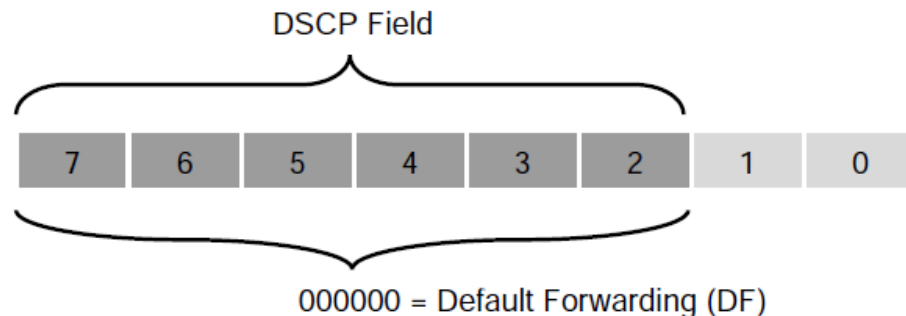 DSCP Field
7 6 5 4 3 2 1 0
000000 = Default Forwarding (DF)